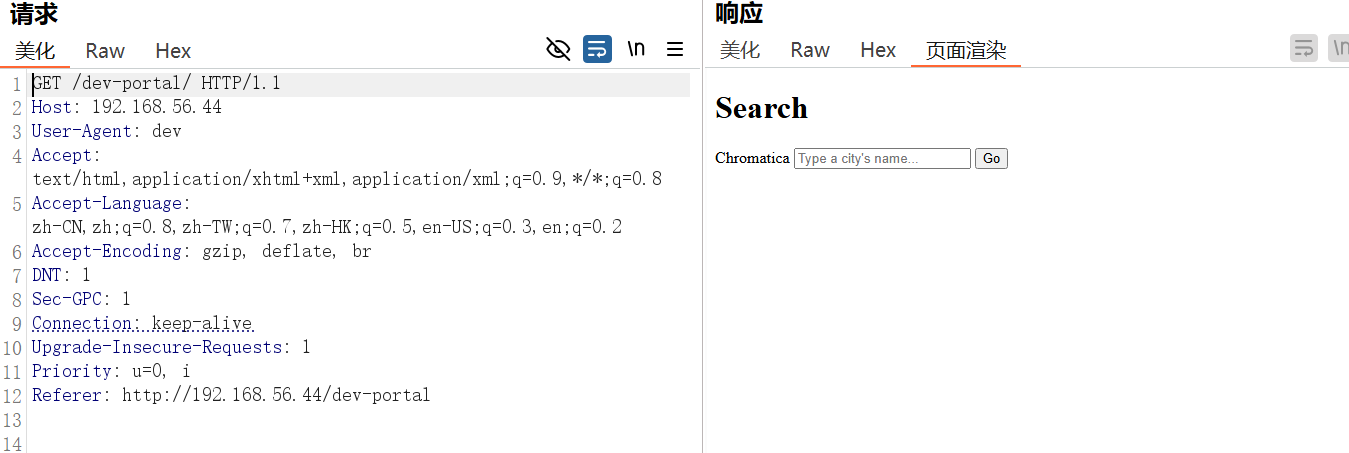 请求
美化 Raw Hex \n
1 GET /dev-portal/ HTTP/1.1
2 Host: 192.168.56.44
3 User-Agent: dev
4 Accept:
text/html,application/xhtml+xml,application/xml;q=0.9,*/*;q=0.8
5 Accept-Language:
zh-CN,zh;q=0.8,zh-TW;q=0.7,zh-HK;q=0.5,en-US;q=0.3,en;q=0.2
6 Accept-Encoding: gzip, deflate, br
7 DNT: 1
8 Sec-GPC: 1
9 Connection: keep-alive
10 Upgrade-Insecure-Requests: 1
11 Priority: u=0, i
12 Referer: http://192.168.56.44/dev-portal
13
14
响应
美化 Raw Hex 页面渲染 \n
Search
Chromatica Type a city's name... Go